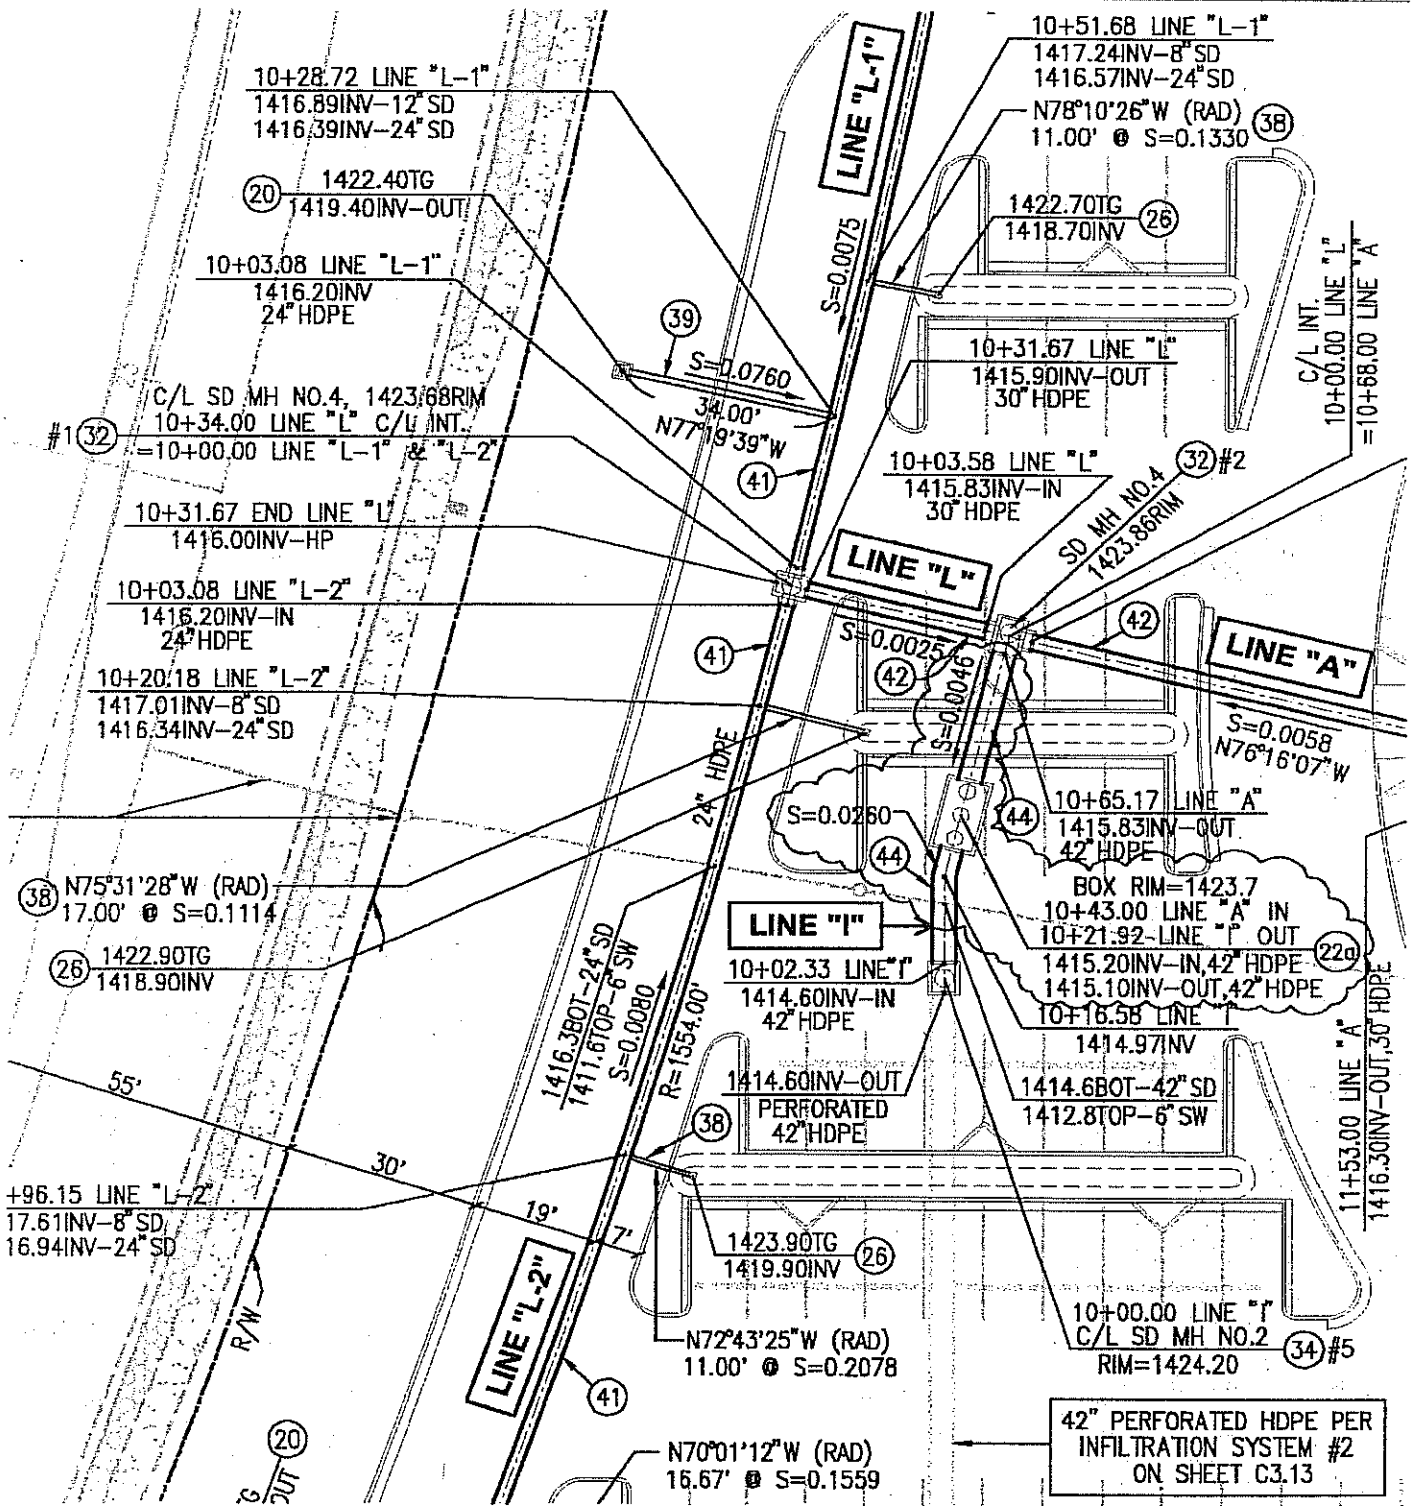 10+28.72 LINE "L-1"
1416.89INV-12" SD
1416.39INV-24" SD
20
1422.40TG
1419.40INV-OUT
10+03.08 LINE "L-1"
1416.20INV
24" HDPE
C/L SD MH NO.4, 1423.68RIM
#1 32 10+34.00 LINE "L" C/L INT.
=10+00.00 LINE "L-1" & "L-2"
10+31.67 END LINE "L"
1416.00INV-HP
10+03.08 LINE "L-2"
1416.20INV-IN
24" HDPE
10+20.18 LINE "L-2"
1417.01INV-8" SD
1416.34INV-24" SD
38 N75°31'28"W (RAD)
17.00' @ S=0.1114
26 1422.90TG
1418.90INV
55'
30'
19'
7'
+96.15 LINE "L-2"
17.61INV-8" SD
16.94INV-24" SD
R/W
20
OUT
LINE "L-1"
S=0.0075
39
S=0.0760
34.00'
N77°19'39"W
41
10+51.68 LINE "L-1"
1417.24INV-8" SD
1416.57INV-24" SD
N78°10'26"W (RAD)
11.00' @ S=0.1330 38
1422.70TG
1418.70INV 26
C/L INT.
10+00.00 LINE "L"
=10+68.00 LINE "A"
10+31.67 LINE "L"
1415.90INV-OUT
30" HDPE
10+03.58 LINE "L"
1415.83INV-IN
30" HDPE
32 #2
SD MH NO.4
1423.86RIM
LINE "L"
S=0.0025
42
42
LINE "A"
S=0.0058
N76°16'07"W
41
24" HDPE
S=0.0046
S=0.0260
44
44
10+65.17 LINE "A"
1415.83INV-OUT
42" HDPE
BOX RIM=1423.7
10+43.00 LINE "A" IN
10+21.92-LINE "I" OUT
1415.20INV-IN,42" HDPE
1415.10INV-OUT,42" HDPE
22a
LINE "I"
10+02.33 LINE "I"
1414.60INV-IN
42" HDPE
10+16.58 LINE "I"
1414.97INV
1414.60INV-OUT
PERFORATED
42" HDPE
1414.6BOT-42" SD
1412.8TOP-6" SW
11+53.00 LINE "A"
1416.30INV-OUT,30" HDPE
1416.3BOT-24" SD
1411.6TOP-6" SW
S=0.0080
R=1554.00'
38
1423.90TG
1419.90INV 26
LINE "L-2"
N72°43'25"W (RAD)
11.00' @ S=0.2078
41
10+00.00 LINE "I"
C/L SD MH NO.2
RIM=1424.20
34 #5
42" PERFORATED HDPE PER
INFILTRATION SYSTEM #2
ON SHEET C3.13
N70°01'12"W (RAD)
16.67' @ S=0.1559